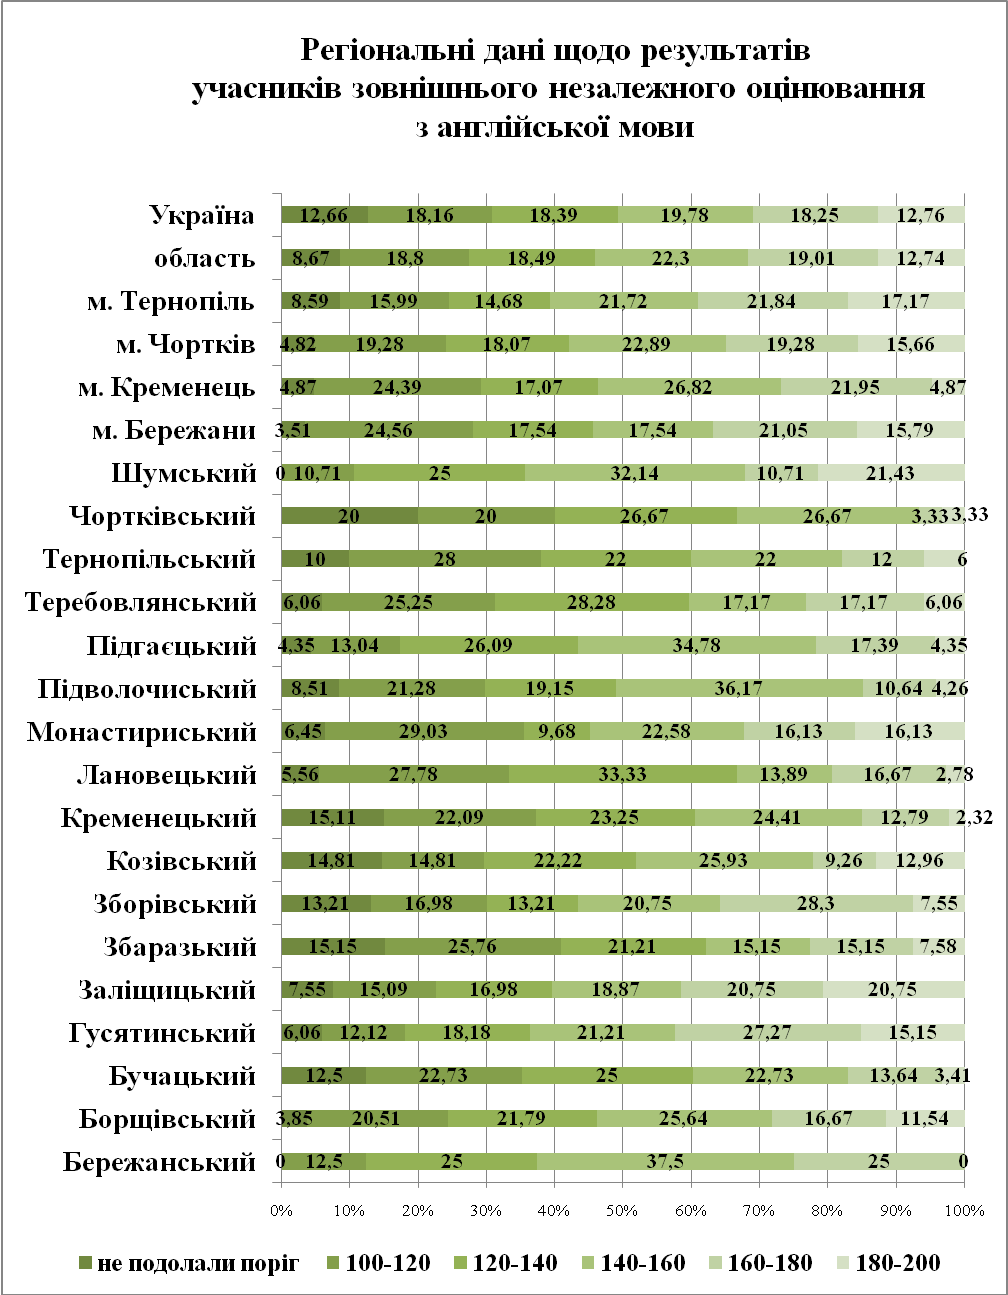 Регіональні дані щодо результатів
учасників зовнішнього незалежного оцінювання
з англійської мови
Україна 12,66 18,16 18,39 19,78 18,25 12,76
область 8,67 18,8 18,49 22,3 19,01 12,74
м. Тернопіль 8,59 15,99 14,68 21,72 21,84 17,17
м. Чортків 4,82 19,28 18,07 22,89 19,28 15,66
м. Кременець 4,87 24,39 17,07 26,82 21,95 4,87
м. Бережани 3,51 24,56 17,54 17,54 21,05 15,79
Шумський 0 10,71 25 32,14 10,71 21,43
Чортківський 20 20 26,67 26,67 3,33 3,33
Тернопільський 10 28 22 22 12 6
Теребовлянський 6,06 25,25 28,28 17,17 17,17 6,06
Підгаєцький 4,35 13,04 26,09 34,78 17,39 4,35
Підволочиський 8,51 21,28 19,15 36,17 10,64 4,26
Монастириський 6,45 29,03 9,68 22,58 16,13 16,13
Лановецький 5,56 27,78 33,33 13,89 16,67 2,78
Кременецький 15,11 22,09 23,25 24,41 12,79 2,32
Козівський 14,81 14,81 22,22 25,93 9,26 12,96
Зборівський 13,21 16,98 13,21 20,75 28,3 7,55
Збаразький 15,15 25,76 21,21 15,15 15,15 7,58
Заліщицький 7,55 15,09 16,98 18,87 20,75 20,75
Гусятинський 6,06 12,12 18,18 21,21 27,27 15,15
Бучацький 12,5 22,73 25 22,73 13,64 3,41
Борщівський 3,85 20,51 21,79 25,64 16,67 11,54
Бережанський 0 12,5 25 37,5 25 0
0% 10% 20% 30% 40% 50% 60% 70% 80% 90% 100%
не подолали поріг 100-120 120-140 140-160 160-180 180-200